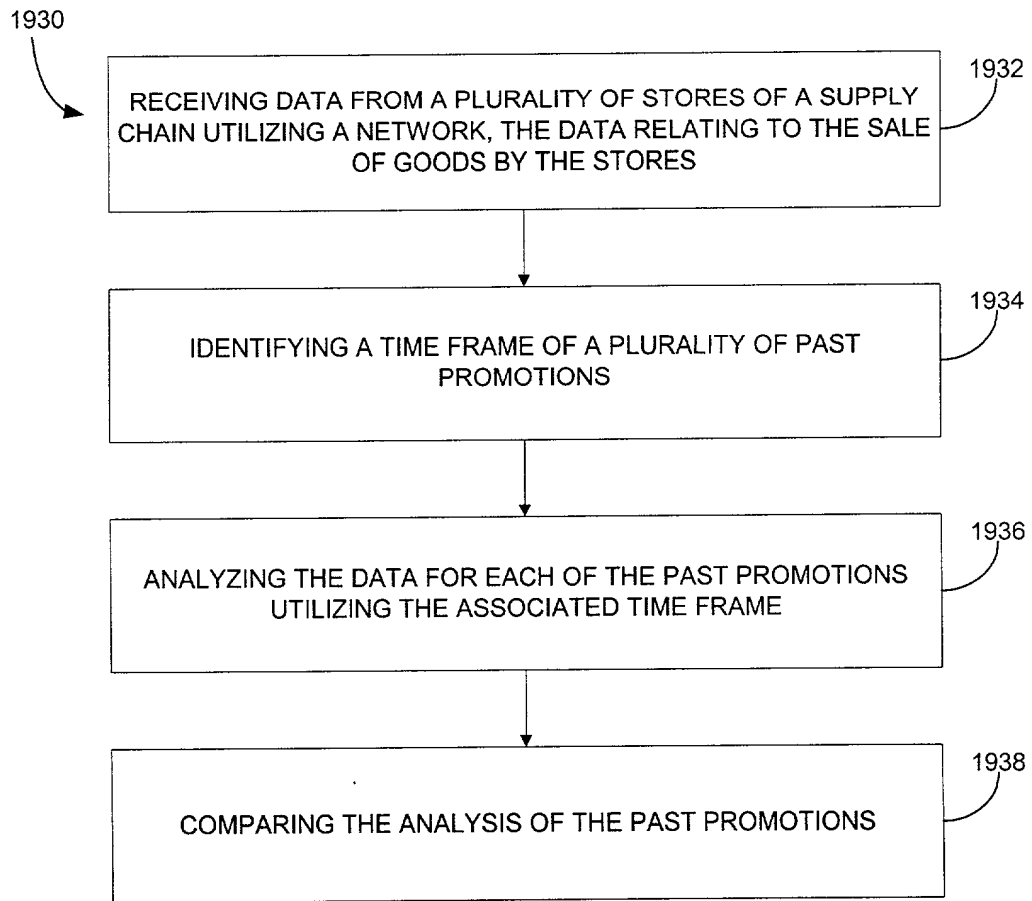 1930
1932
RECEIVING DATA FROM A PLURALITY OF STORES OF A SUPPLY
CHAIN UTILIZING A NETWORK, THE DATA RELATING TO THE SALE
OF GOODS BY THE STORES
1934
IDENTIFYING A TIME FRAME OF A PLURALITY OF PAST
PROMOTIONS
1936
ANALYZING THE DATA FOR EACH OF THE PAST PROMOTIONS
UTILIZING THE ASSOCIATED TIME FRAME
1938
COMPARING THE ANALYSIS OF THE PAST PROMOTIONS